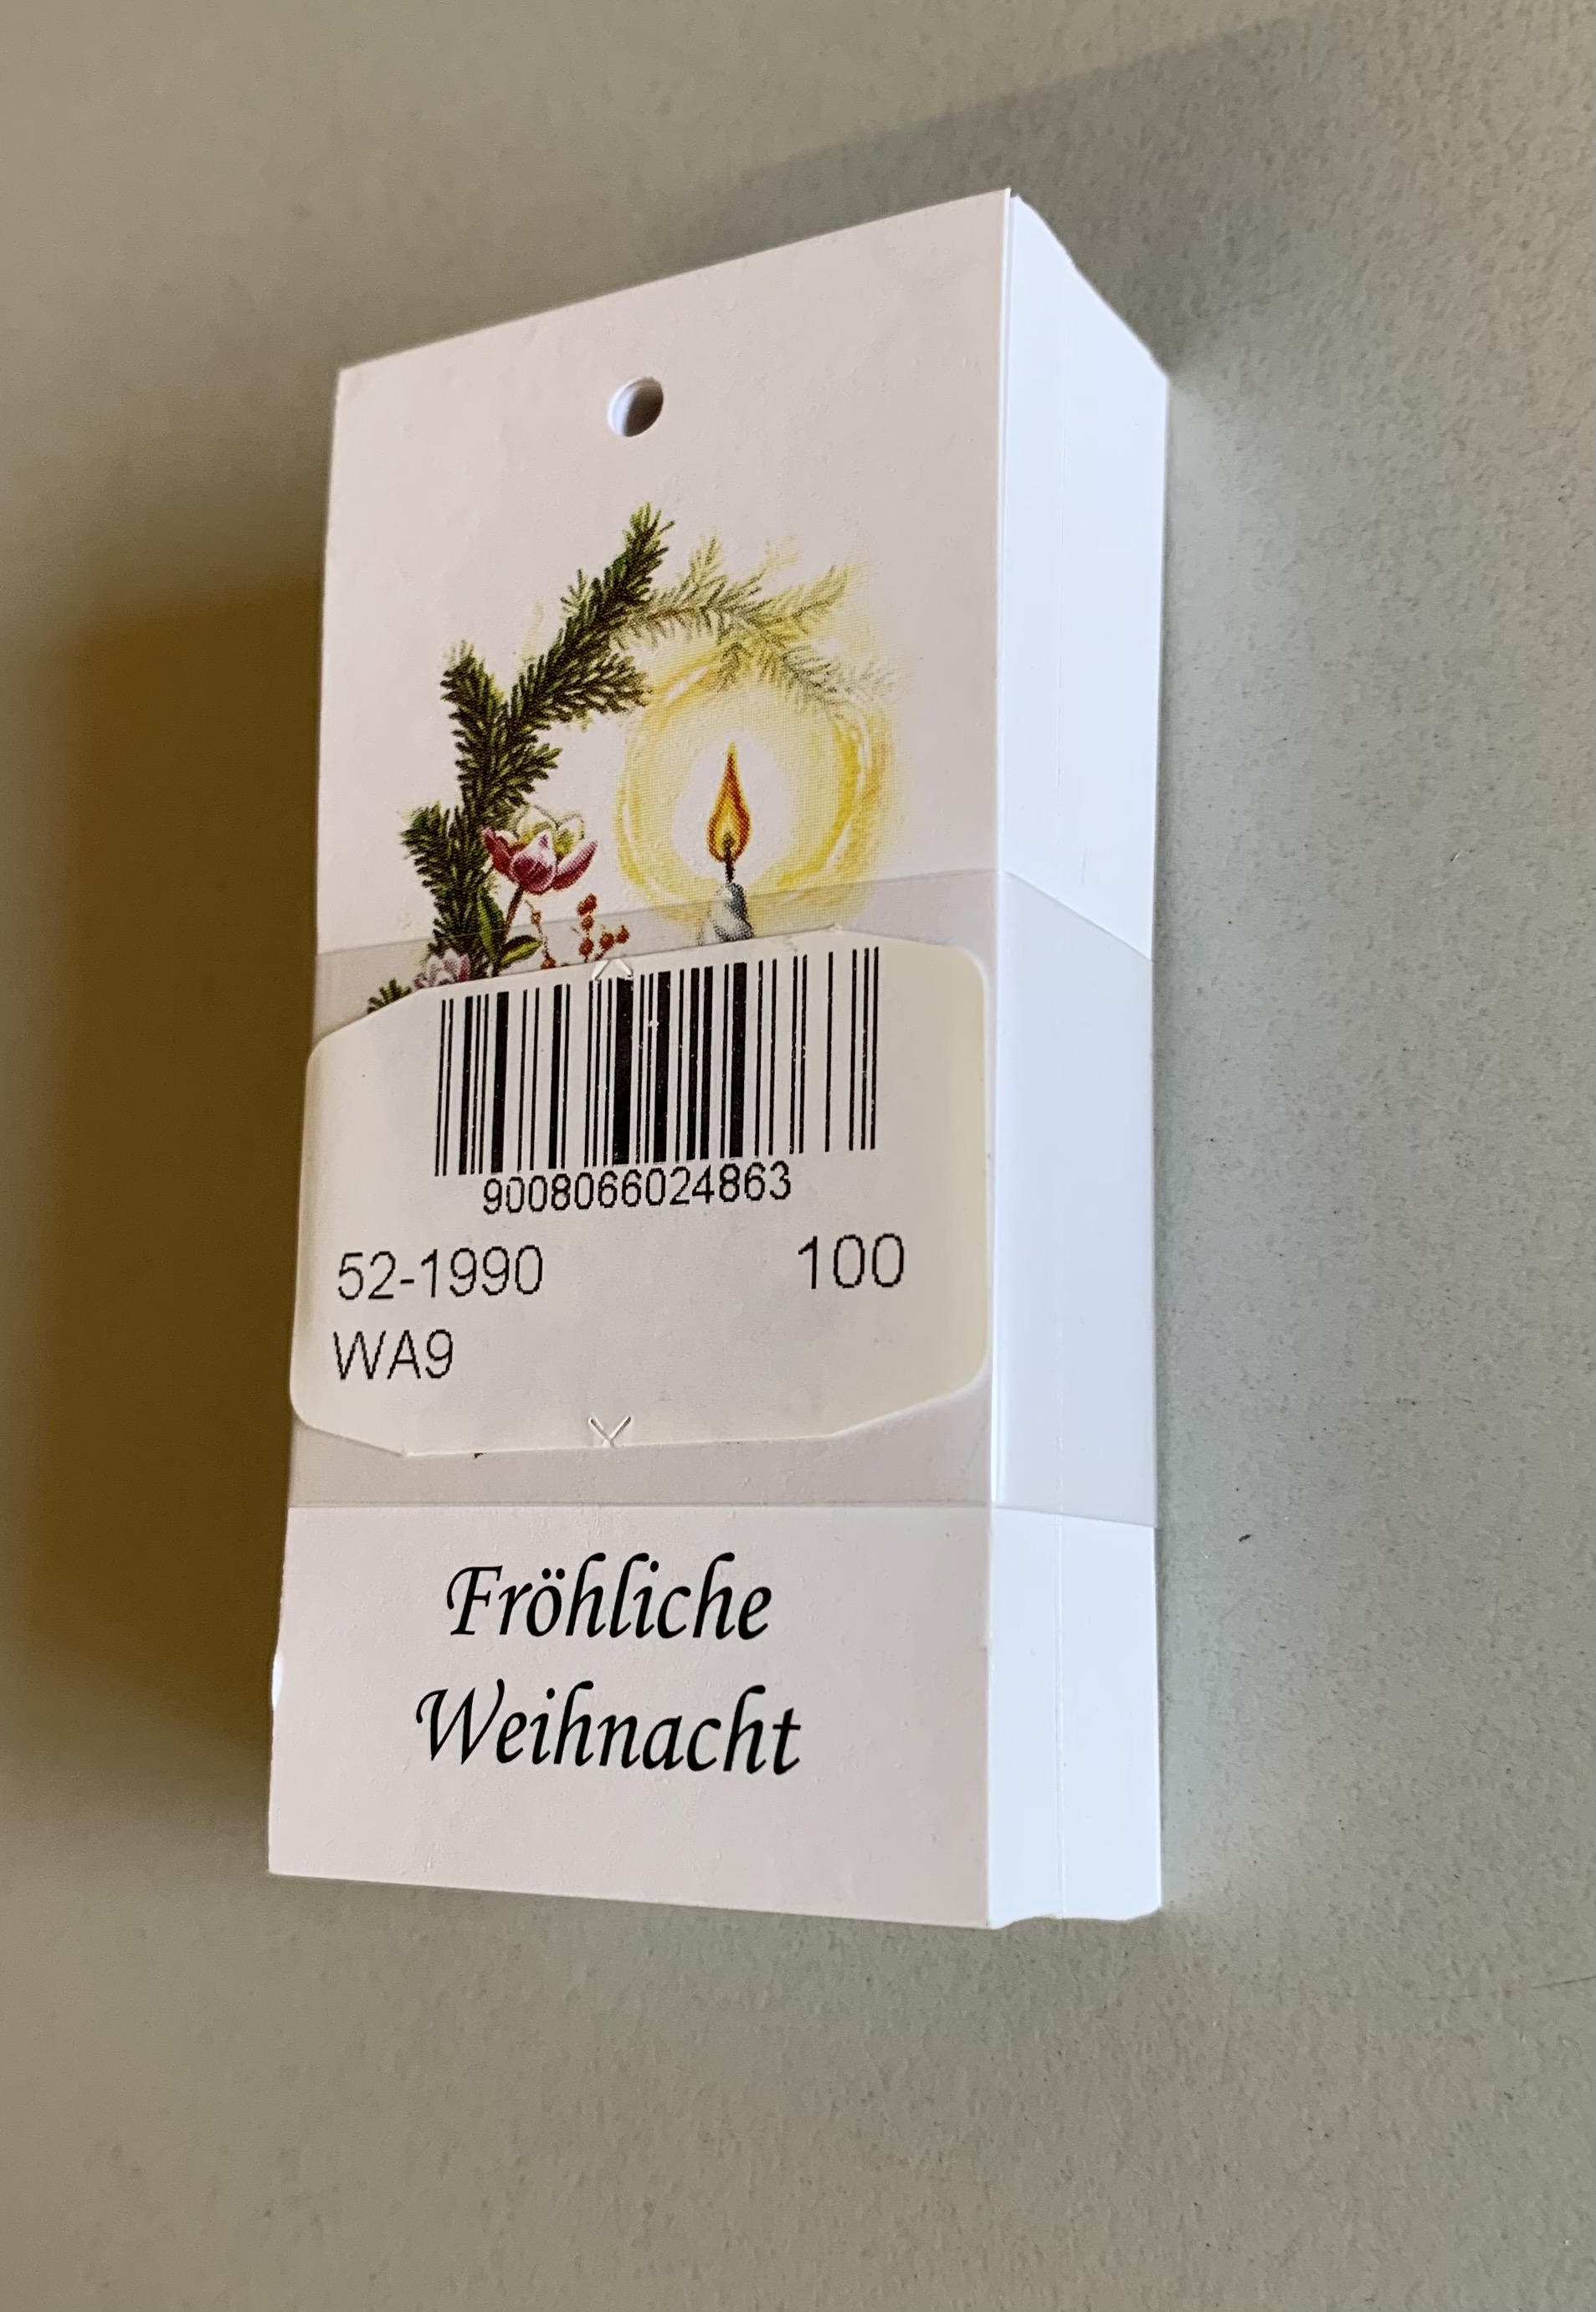 9008066024863
52-1990 100
WA9
Fröhliche
Weihnacht